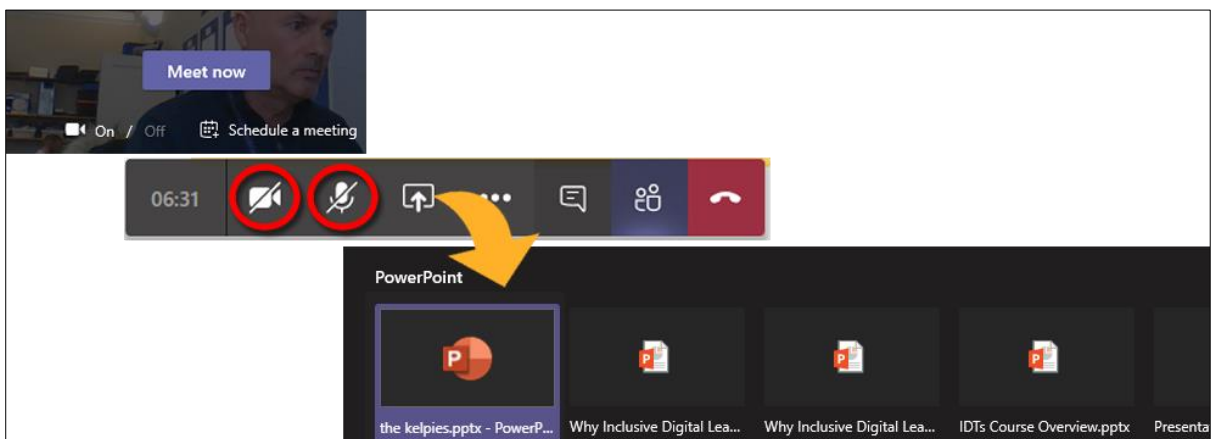 Meet now
On / Off Schedule a meeting
06:31
PowerPoint
P
P
P
P
the kelpies.pptx - PowerP... Why Inclusive Digital Lea... Why Inclusive Digital Lea... IDTs Course Overview.pptx Presenta